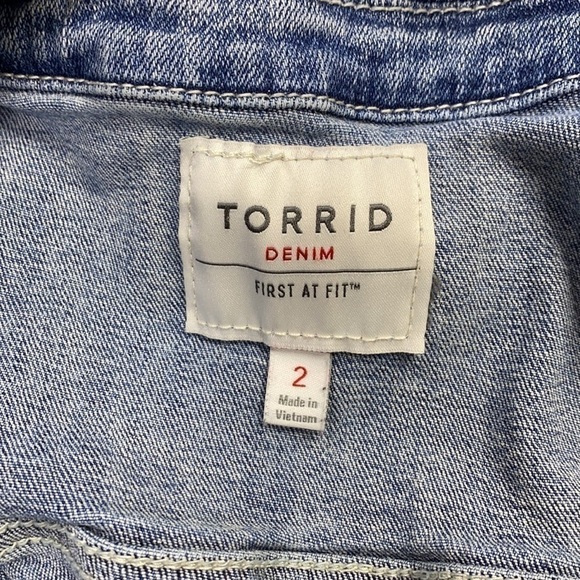 TORRID
DENIM
FIRST AT FIT™
2
Made in
Vietnam